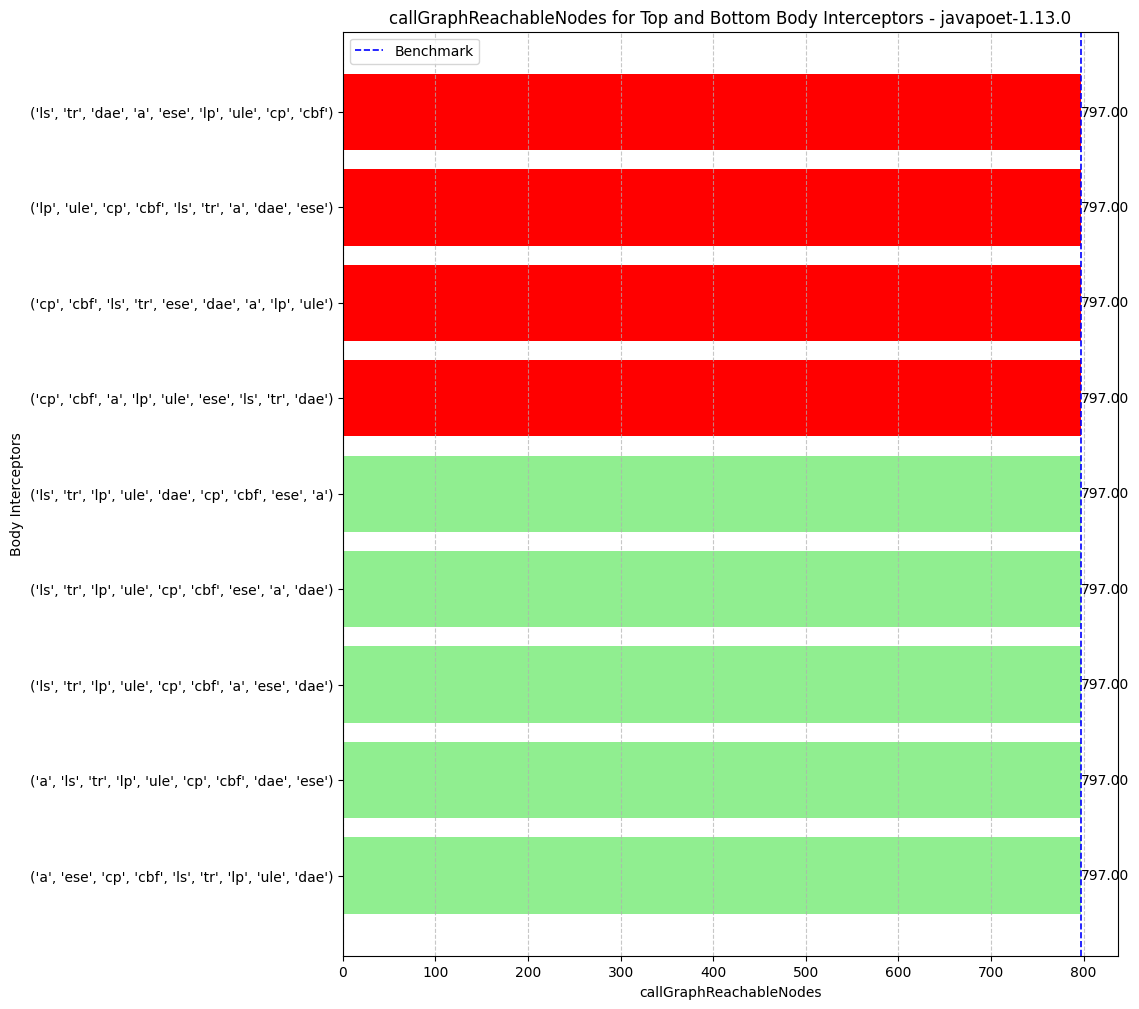 callGraphReachableNodes for Top and Bottom Body Interceptors - javapoet-1.13.0
Benchmark
('ls', 'tr', 'dae', 'a', 'ese', 'lp', 'ule', 'cp', 'cbf')
797.00
('lp', 'ule', 'cp', 'cbf', 'ls', 'tr', 'a', 'dae', 'ese')
797.00
('cp', 'cbf', 'ls', 'tr', 'ese', 'dae', 'a', 'lp', 'ule')
797.00
('cp', 'cbf', 'a', 'lp', 'ule', 'ese', 'ls', 'tr', 'dae')
797.00
Body Interceptors
('ls', 'tr', 'lp', 'ule', 'dae', 'cp', 'cbf', 'ese', 'a')
797.00
('ls', 'tr', 'lp', 'ule', 'cp', 'cbf', 'ese', 'a', 'dae')
797.00
('ls', 'tr', 'lp', 'ule', 'cp', 'cbf', 'a', 'ese', 'dae')
797.00
('a', 'ls', 'tr', 'lp', 'ule', 'cp', 'cbf', 'dae', 'ese')
797.00
('a', 'ese', 'cp', 'cbf', 'ls', 'tr', 'lp', 'ule', 'dae')
797.00
0 100 200 300 400 500 600 700 800
callGraphReachableNodes